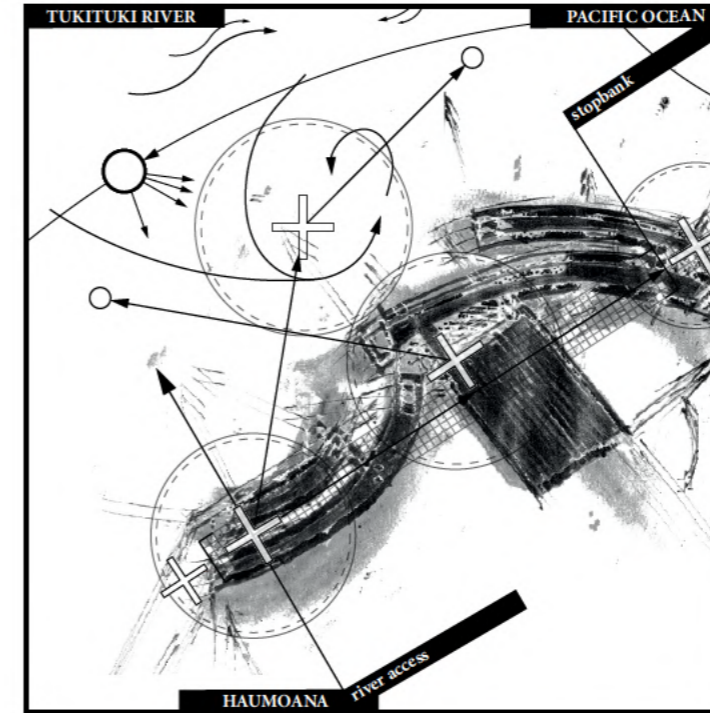 TUKITUKI RIVER
PACIFIC OCEAN
stopbank
river access
HAUMOANA